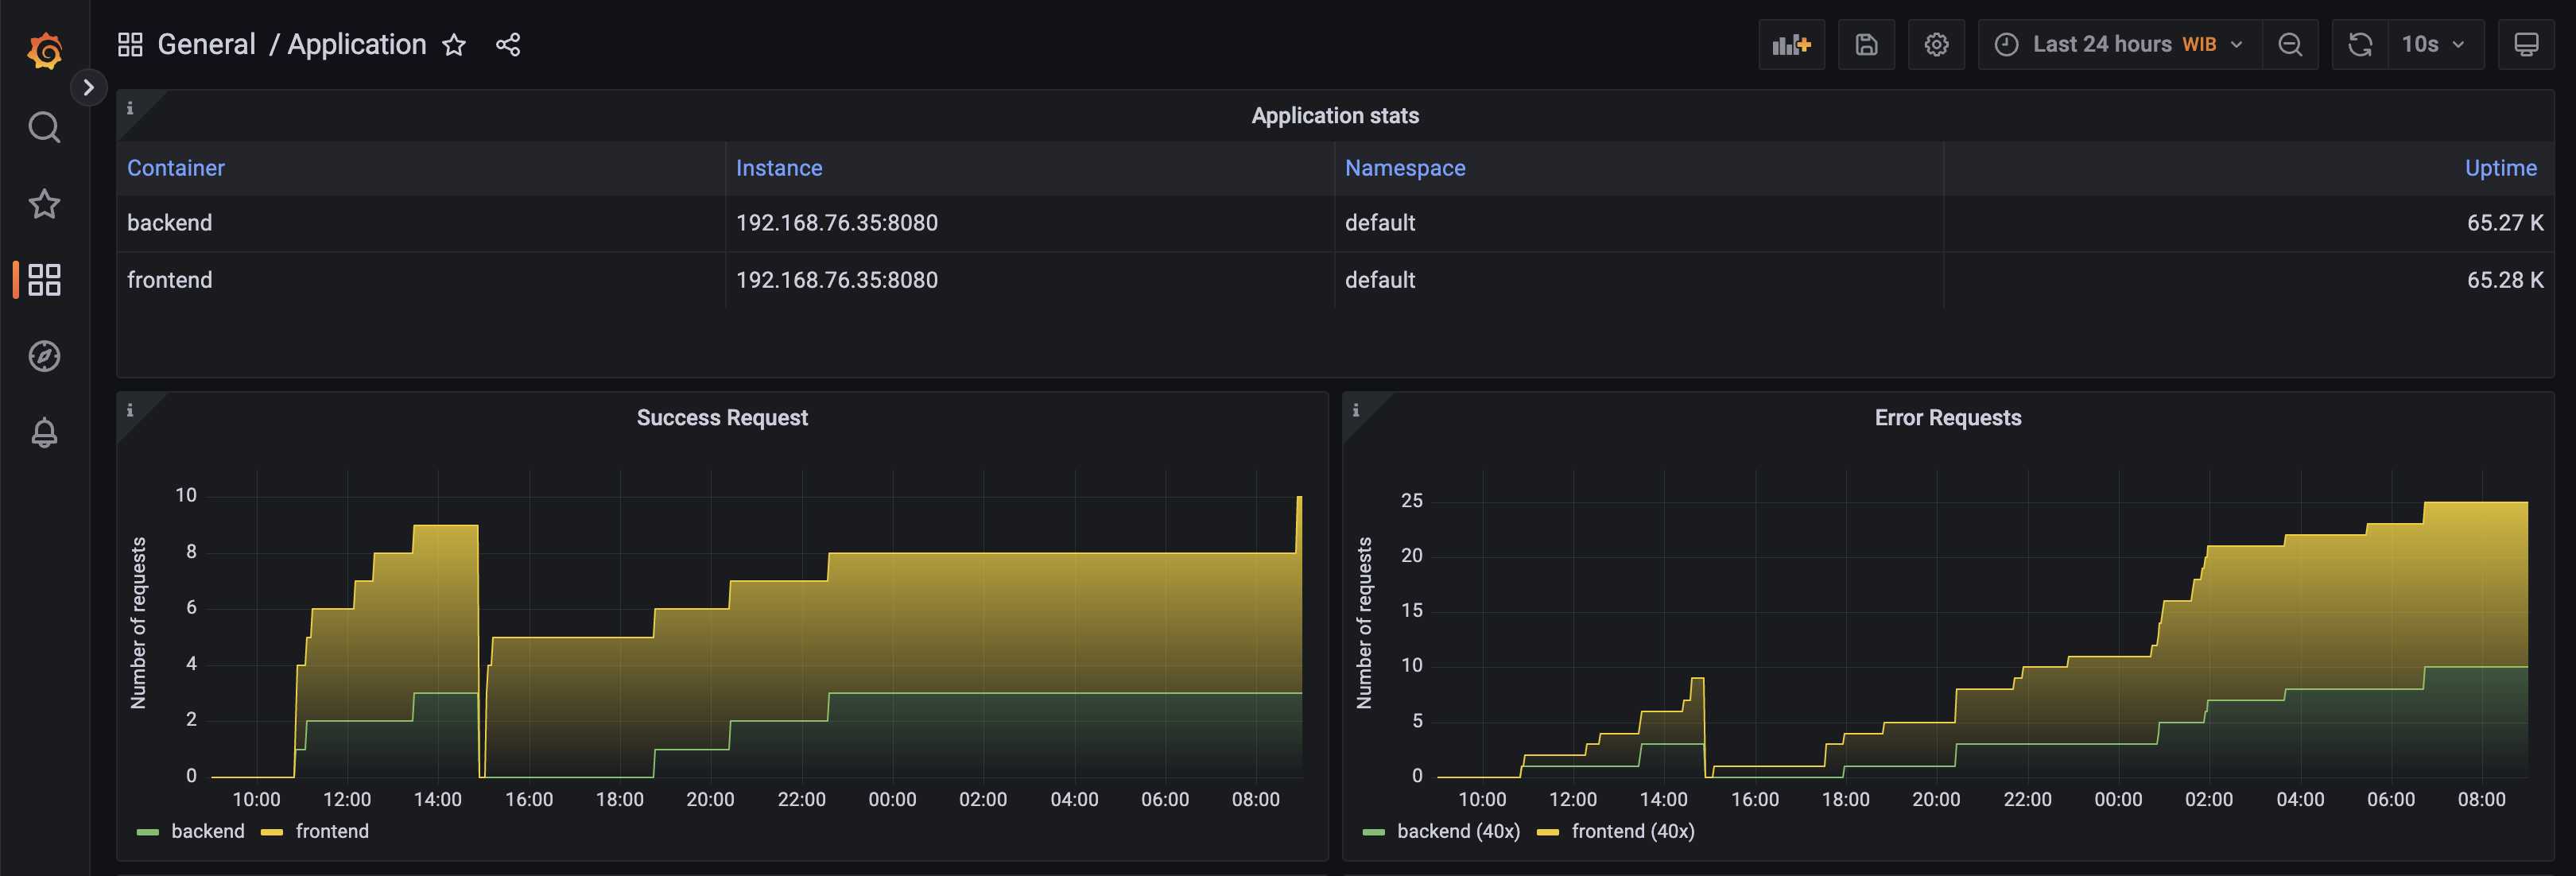 General / Application
Last 24 hours WIB
10s
Application stats
Container Instance Namespace Uptime
backend 192.168.76.35:8080 default 65.27 K
frontend 192.168.76.35:8080 default 65.28 K
Success Request
Number of requests
10
8
6
4
2
0
10:00 12:00 14:00 16:00 18:00 20:00 22:00 00:00 02:00 04:00 06:00 08:00
backend frontend
Error Requests
Number of requests
25
20
15
10
5
0
10:00 12:00 14:00 16:00 18:00 20:00 22:00 00:00 02:00 04:00 06:00 08:00
backend (40x) frontend (40x)